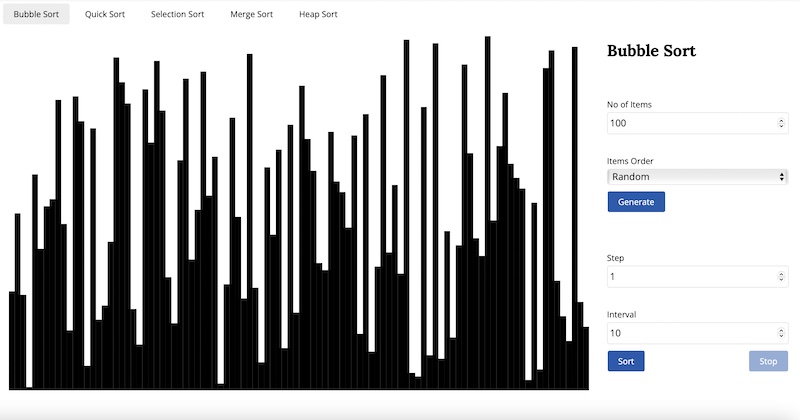 Bubble Sort Quick Sort Selection Sort Merge Sort Heap Sort
Bubble Sort
No of Items
100
Items Order
Random
Generate
Step
1
Interval
10
Sort Stop